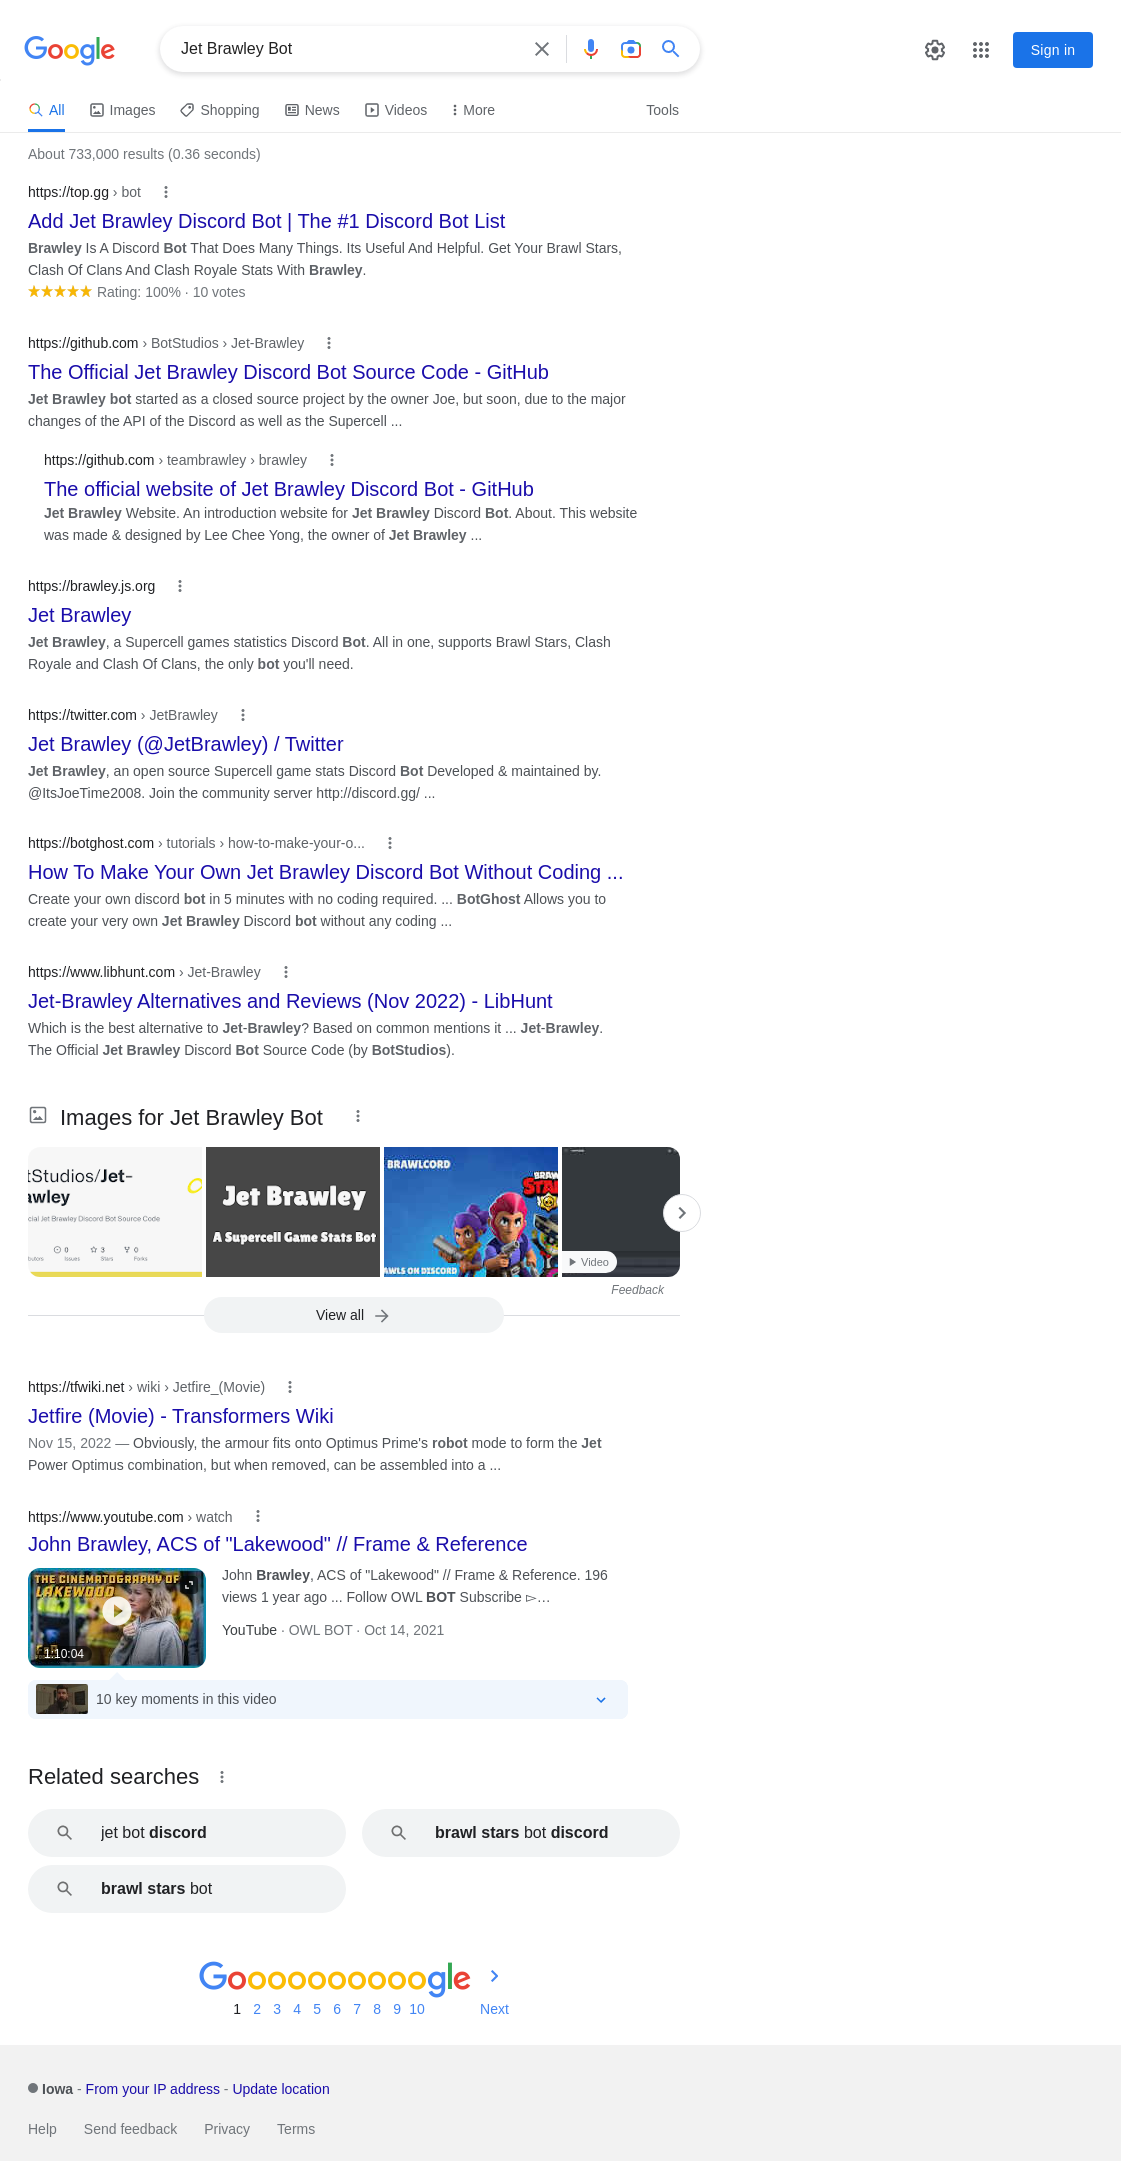 Google
Jet Brawley Bot
Sign in
All
Images
Shopping
News
Videos
More
Tools
About 733,000 results (0.36 seconds)
https://top.gg › bot
Add Jet Brawley Discord Bot | The #1 Discord Bot List
Brawley Is A Discord Bot That Does Many Things. Its Useful And Helpful. Get Your Brawl Stars,
Clash Of Clans And Clash Royale Stats With Brawley.
Rating: 100% · 10 votes
https://github.com › BotStudios › Jet-Brawley
The Official Jet Brawley Discord Bot Source Code - GitHub
Jet Brawley bot started as a closed source project by the owner Joe, but soon, due to the major
changes of the API of the Discord as well as the Supercell ...
https://github.com › teambrawley › brawley
The official website of Jet Brawley Discord Bot - GitHub
Jet Brawley Website. An introduction website for Jet Brawley Discord Bot. About. This website
was made & designed by Lee Chee Yong, the owner of Jet Brawley ...
https://brawley.js.org
Jet Brawley
Jet Brawley, a Supercell games statistics Discord Bot. All in one, supports Brawl Stars, Clash
Royale and Clash Of Clans, the only bot you'll need.
https://twitter.com › JetBrawley
Jet Brawley (@JetBrawley) / Twitter
Jet Brawley, an open source Supercell game stats Discord Bot Developed & maintained by.
@ItsJoeTime2008. Join the community server http://discord.gg/ ...
https://botghost.com › tutorials › how-to-make-your-o...
How To Make Your Own Jet Brawley Discord Bot Without Coding ...
Create your own discord bot in 5 minutes with no coding required. ... BotGhost Allows you to
create your very own Jet Brawley Discord bot without any coding ...
https://www.libhunt.com › Jet-Brawley
Jet-Brawley Alternatives and Reviews (Nov 2022) - LibHunt
Which is the best alternative to Jet-Brawley? Based on common mentions it ... Jet-Brawley.
The Official Jet Brawley Discord Bot Source Code (by BotStudios).
Images for Jet Brawley Bot
tStudios/Jet-
awley
cial Jet Brawley Discord Bot Source Code
0
3
0
butors
Issues
Stars
Forks
Jet Brawley
A Supercell Game Stats Bot
BRAWLCORD
BRAW
STA
AWLS ON DISCORD
Video
Feedback
View all
https://tfwiki.net › wiki › Jetfire_(Movie)
Jetfire (Movie) - Transformers Wiki
Nov 15, 2022 — Obviously, the armour fits onto Optimus Prime's robot mode to form the Jet
Power Optimus combination, but when removed, can be assembled into a ...
https://www.youtube.com › watch
John Brawley, ACS of "Lakewood" // Frame & Reference
THE CINEMATOGRAPHY OF
LAKEWOOD
1:10:04
John Brawley, ACS of "Lakewood" // Frame & Reference. 196
views 1 year ago ... Follow OWL BOT Subscribe ▻…
YouTube · OWL BOT · Oct 14, 2021
10 key moments in this video
Related searches
jet bot discord
brawl stars bot discord
brawl stars bot
Goooooooooogle
1 2 3 4 5 6 7 8 9 10 Next
Iowa - From your IP address - Update location
Help
Send feedback
Privacy
Terms